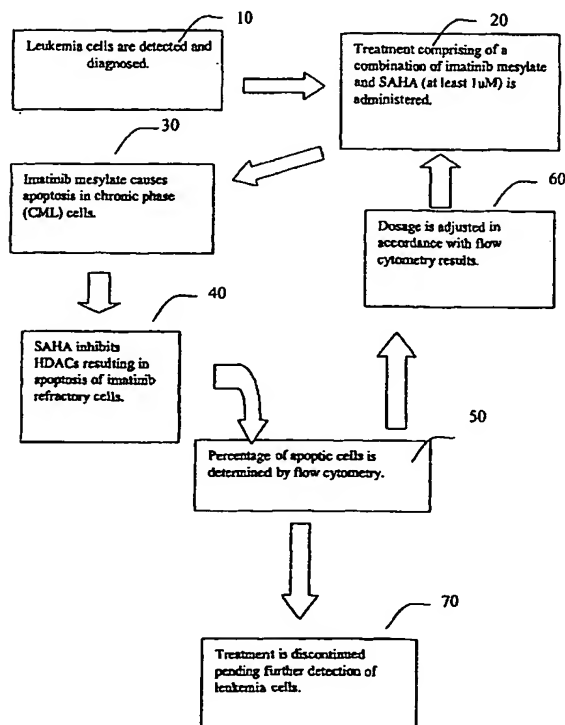 10
Leukemia cells are detected and
diagnosed.
20
Treatment comprising of a
combination of imatinib mesylate
and SAHA (at least 1uM) is
administered.
30
Imatinib mesylate causes
apoptosis in chronic phase
(CML) cells.
60
Dosage is adjusted in
accordance with flow
cytometry results.
40
SAHA inhibits
HDACs resulting in
apoptosis of imatinib
refractory cells.
50
Percentage of apoptic cells is
determined by flow cytometry.
70
Treatment is discontinued
pending further detection of
leukemia cells.